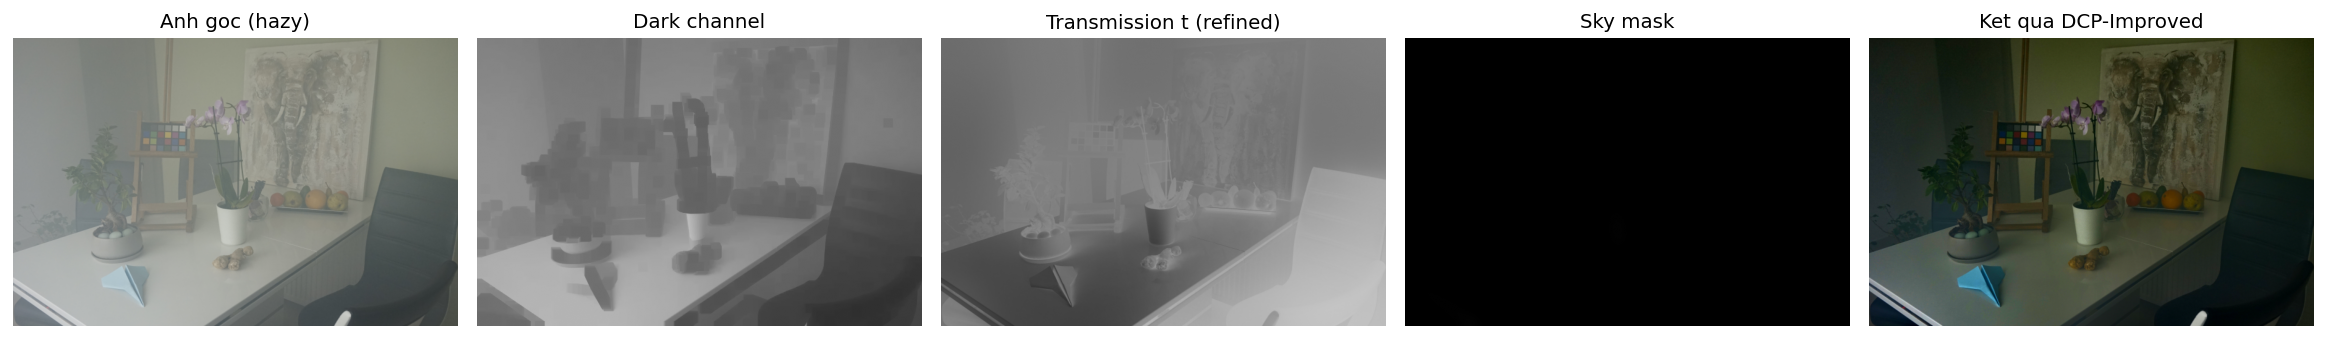 Anh goc (hazy)
Dark channel
Transmission t (refined)
Sky mask
Ket qua DCP-Improved